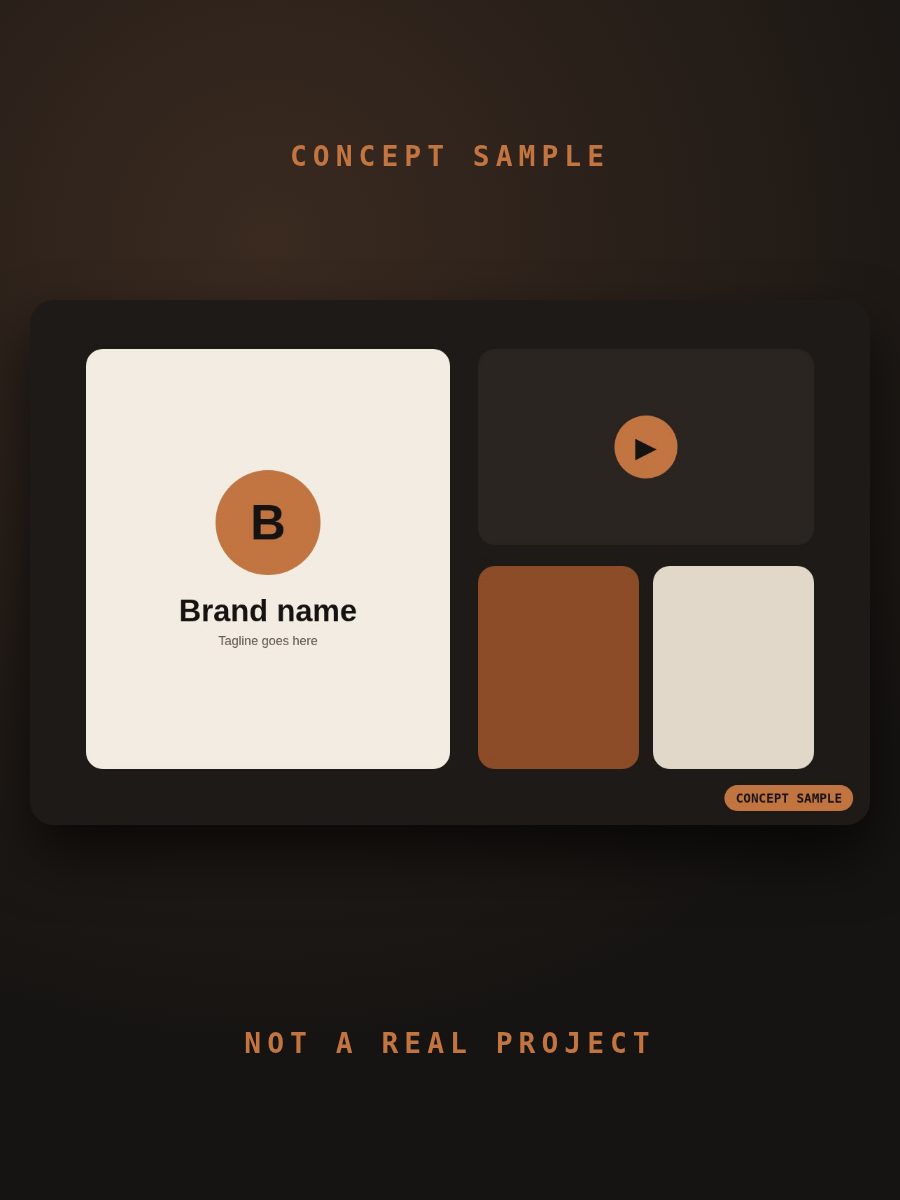 CONCEPT SAMPLE
B
Brand name
Tagline goes here
CONCEPT SAMPLE
NOT A REAL PROJECT